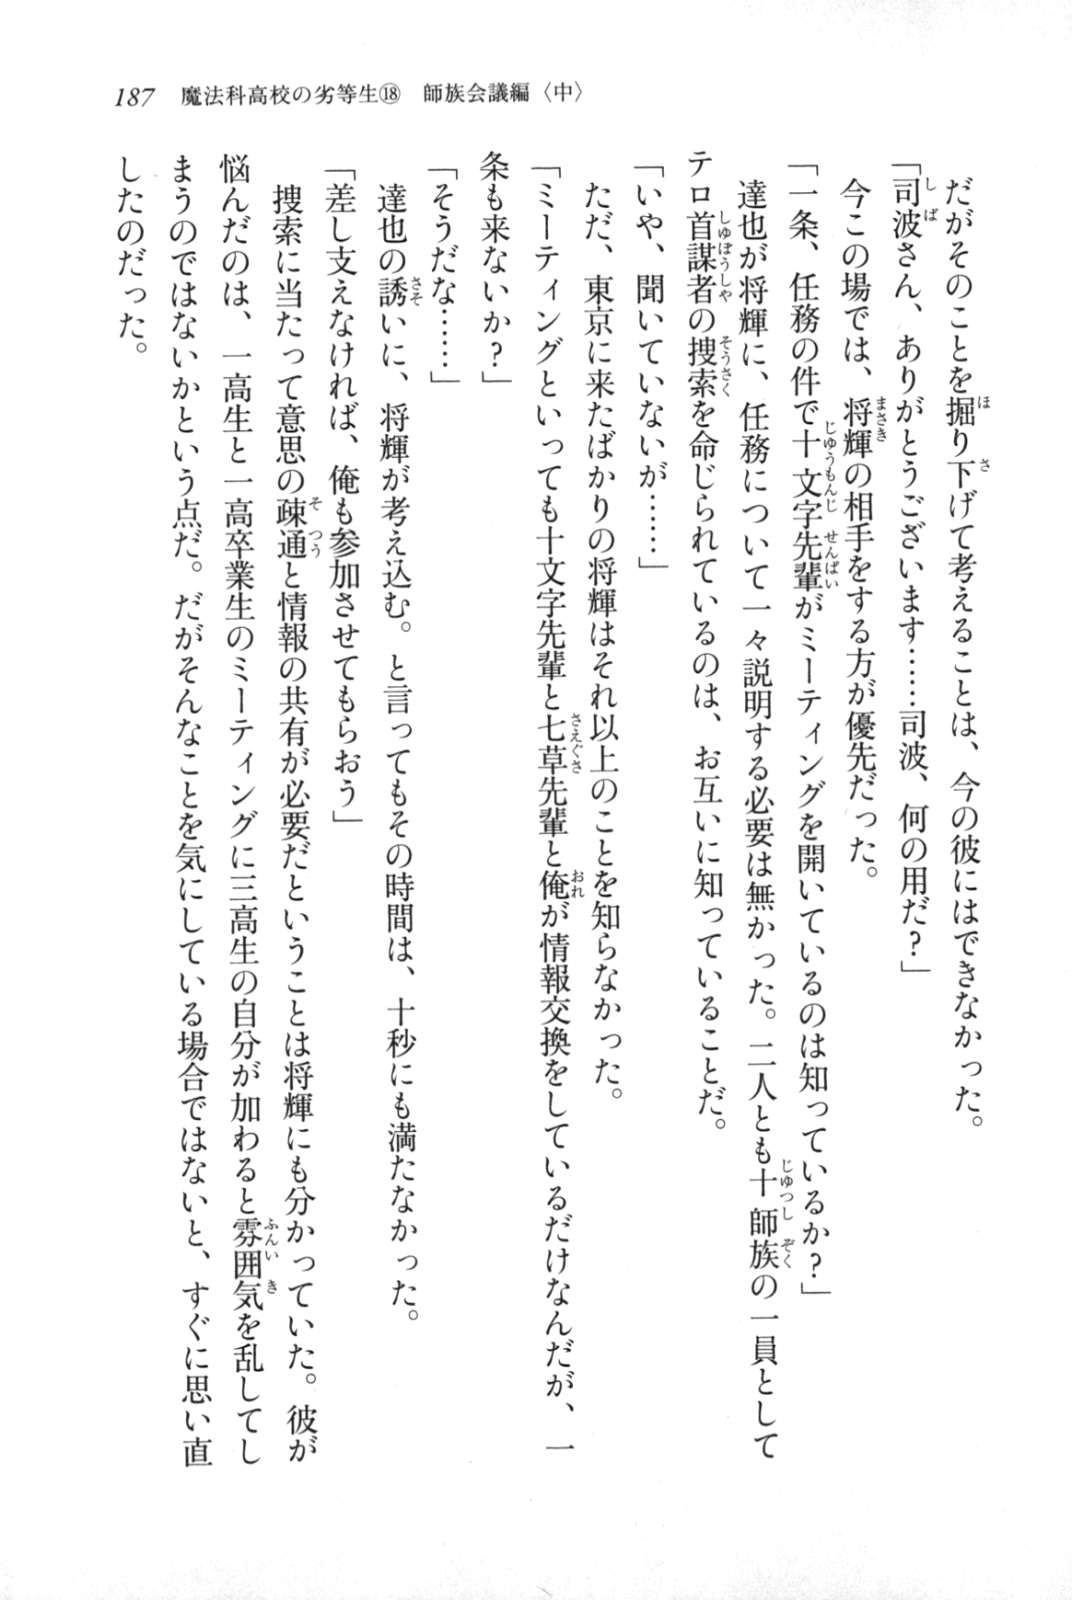 187 魔法科高校の劣等生⑱ 師族会議編〈中〉
だがそのことを掘り下げて考えることは、今の彼にはできなかった。
「司波さん、ありがとうございます……司波、何の用だ？」
今この場では、将輝の相手をする方が優先だった。
「一条、任務の件で十文字先輩がミーティングを開いているのは知っているか？」
達也が将輝に、任務について一々説明する必要は無かった。二人とも十師族の一員として
テロ首謀者の捜索を命じられているのは、お互いに知っていることだ。
「いや、聞いていないが……」
ただ、東京に来たばかりの将輝はそれ以上のことを知らなかった。
「ミーティングといっても十文字先輩と七草先輩と俺が情報交換をしているだけなんだが、一
条も来ないか？」
「そうだな……」
達也の誘いに、将輝が考え込む。と言ってもその時間は、十秒にも満たなかった。
「差し支えなければ、俺も参加させてもらおう」
捜索に当たって意思の疎通と情報の共有が必要だということは将輝にも分かっていた。彼が
悩んだのは、一高生と一高卒業生のミーティングに三高生の自分が加わると雰囲気を乱してし
まうのではないかという点だ。だがそんなことを気にしている場合ではないと、すぐに思い直
したのだった。